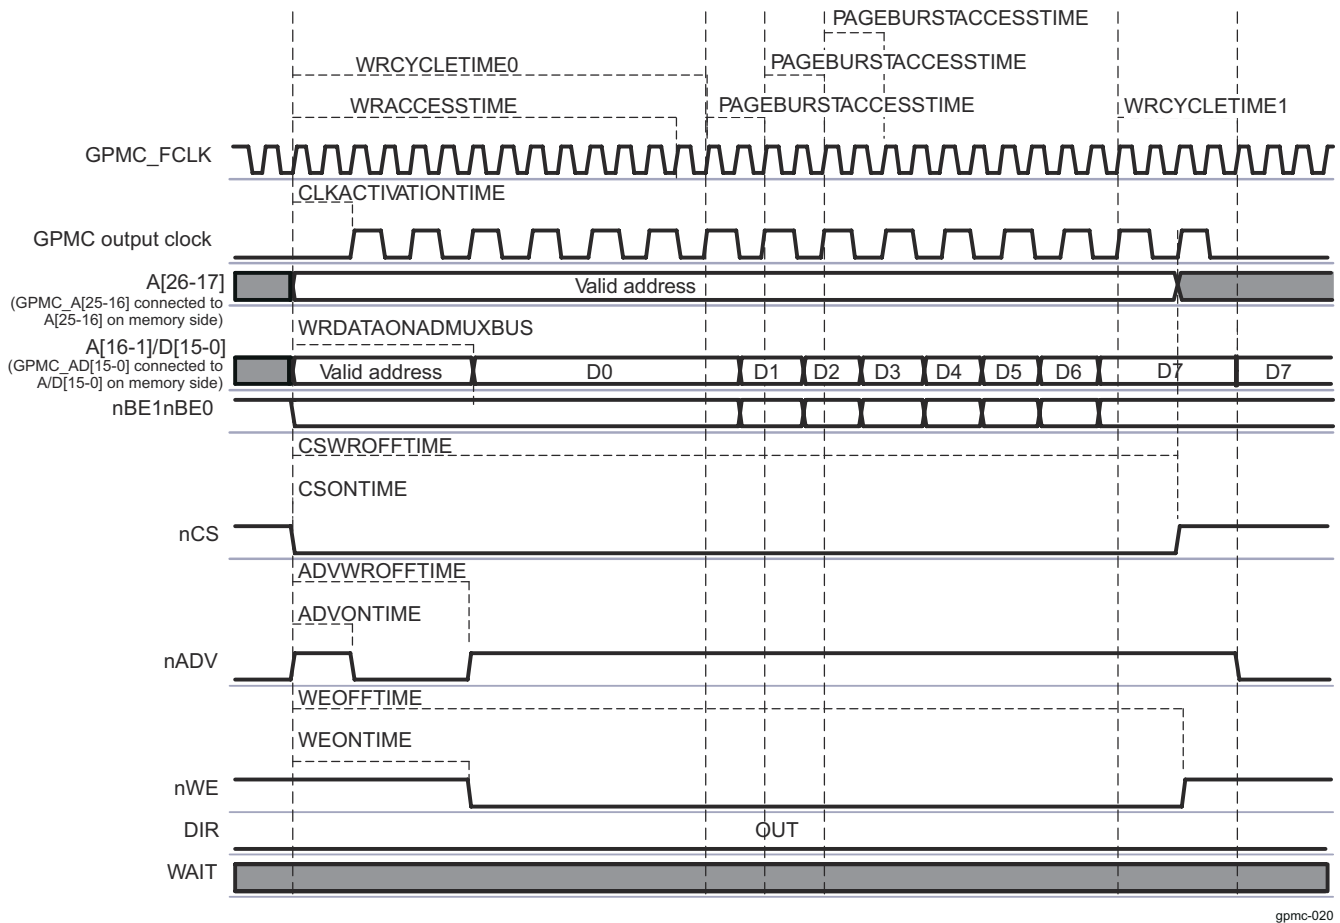 PAGEBURSTACCESSTIME
WRCYCLETIME0
PAGEBURSTACCESSTIME
WRACCESSTIME
PAGEBURSTACCESSTIME
WRCYCLETIME1
GPMC_FCLK
CLKACTIVATIONTIME
GPMC output clock
A[26-17]
(GPMC_A[25-16] connected to
A[25-16] on memory side)
Valid address
WRDATAONADMUXBUS
A[16-1]/D[15-0]
(GPMC_AD[15-0] connected to
A/D[15-0] on memory side)
Valid address D0 D1 D2 D3 D4 D5 D6 D7 D7
nBE1nBE0
CSWROFFTIME
CSONTIME
nCS
ADVWROFFTIME
ADVONTIME
nADV
WEOFFTIME
WEONTIME
nWE
DIR OUT
WAIT
gpmc-020